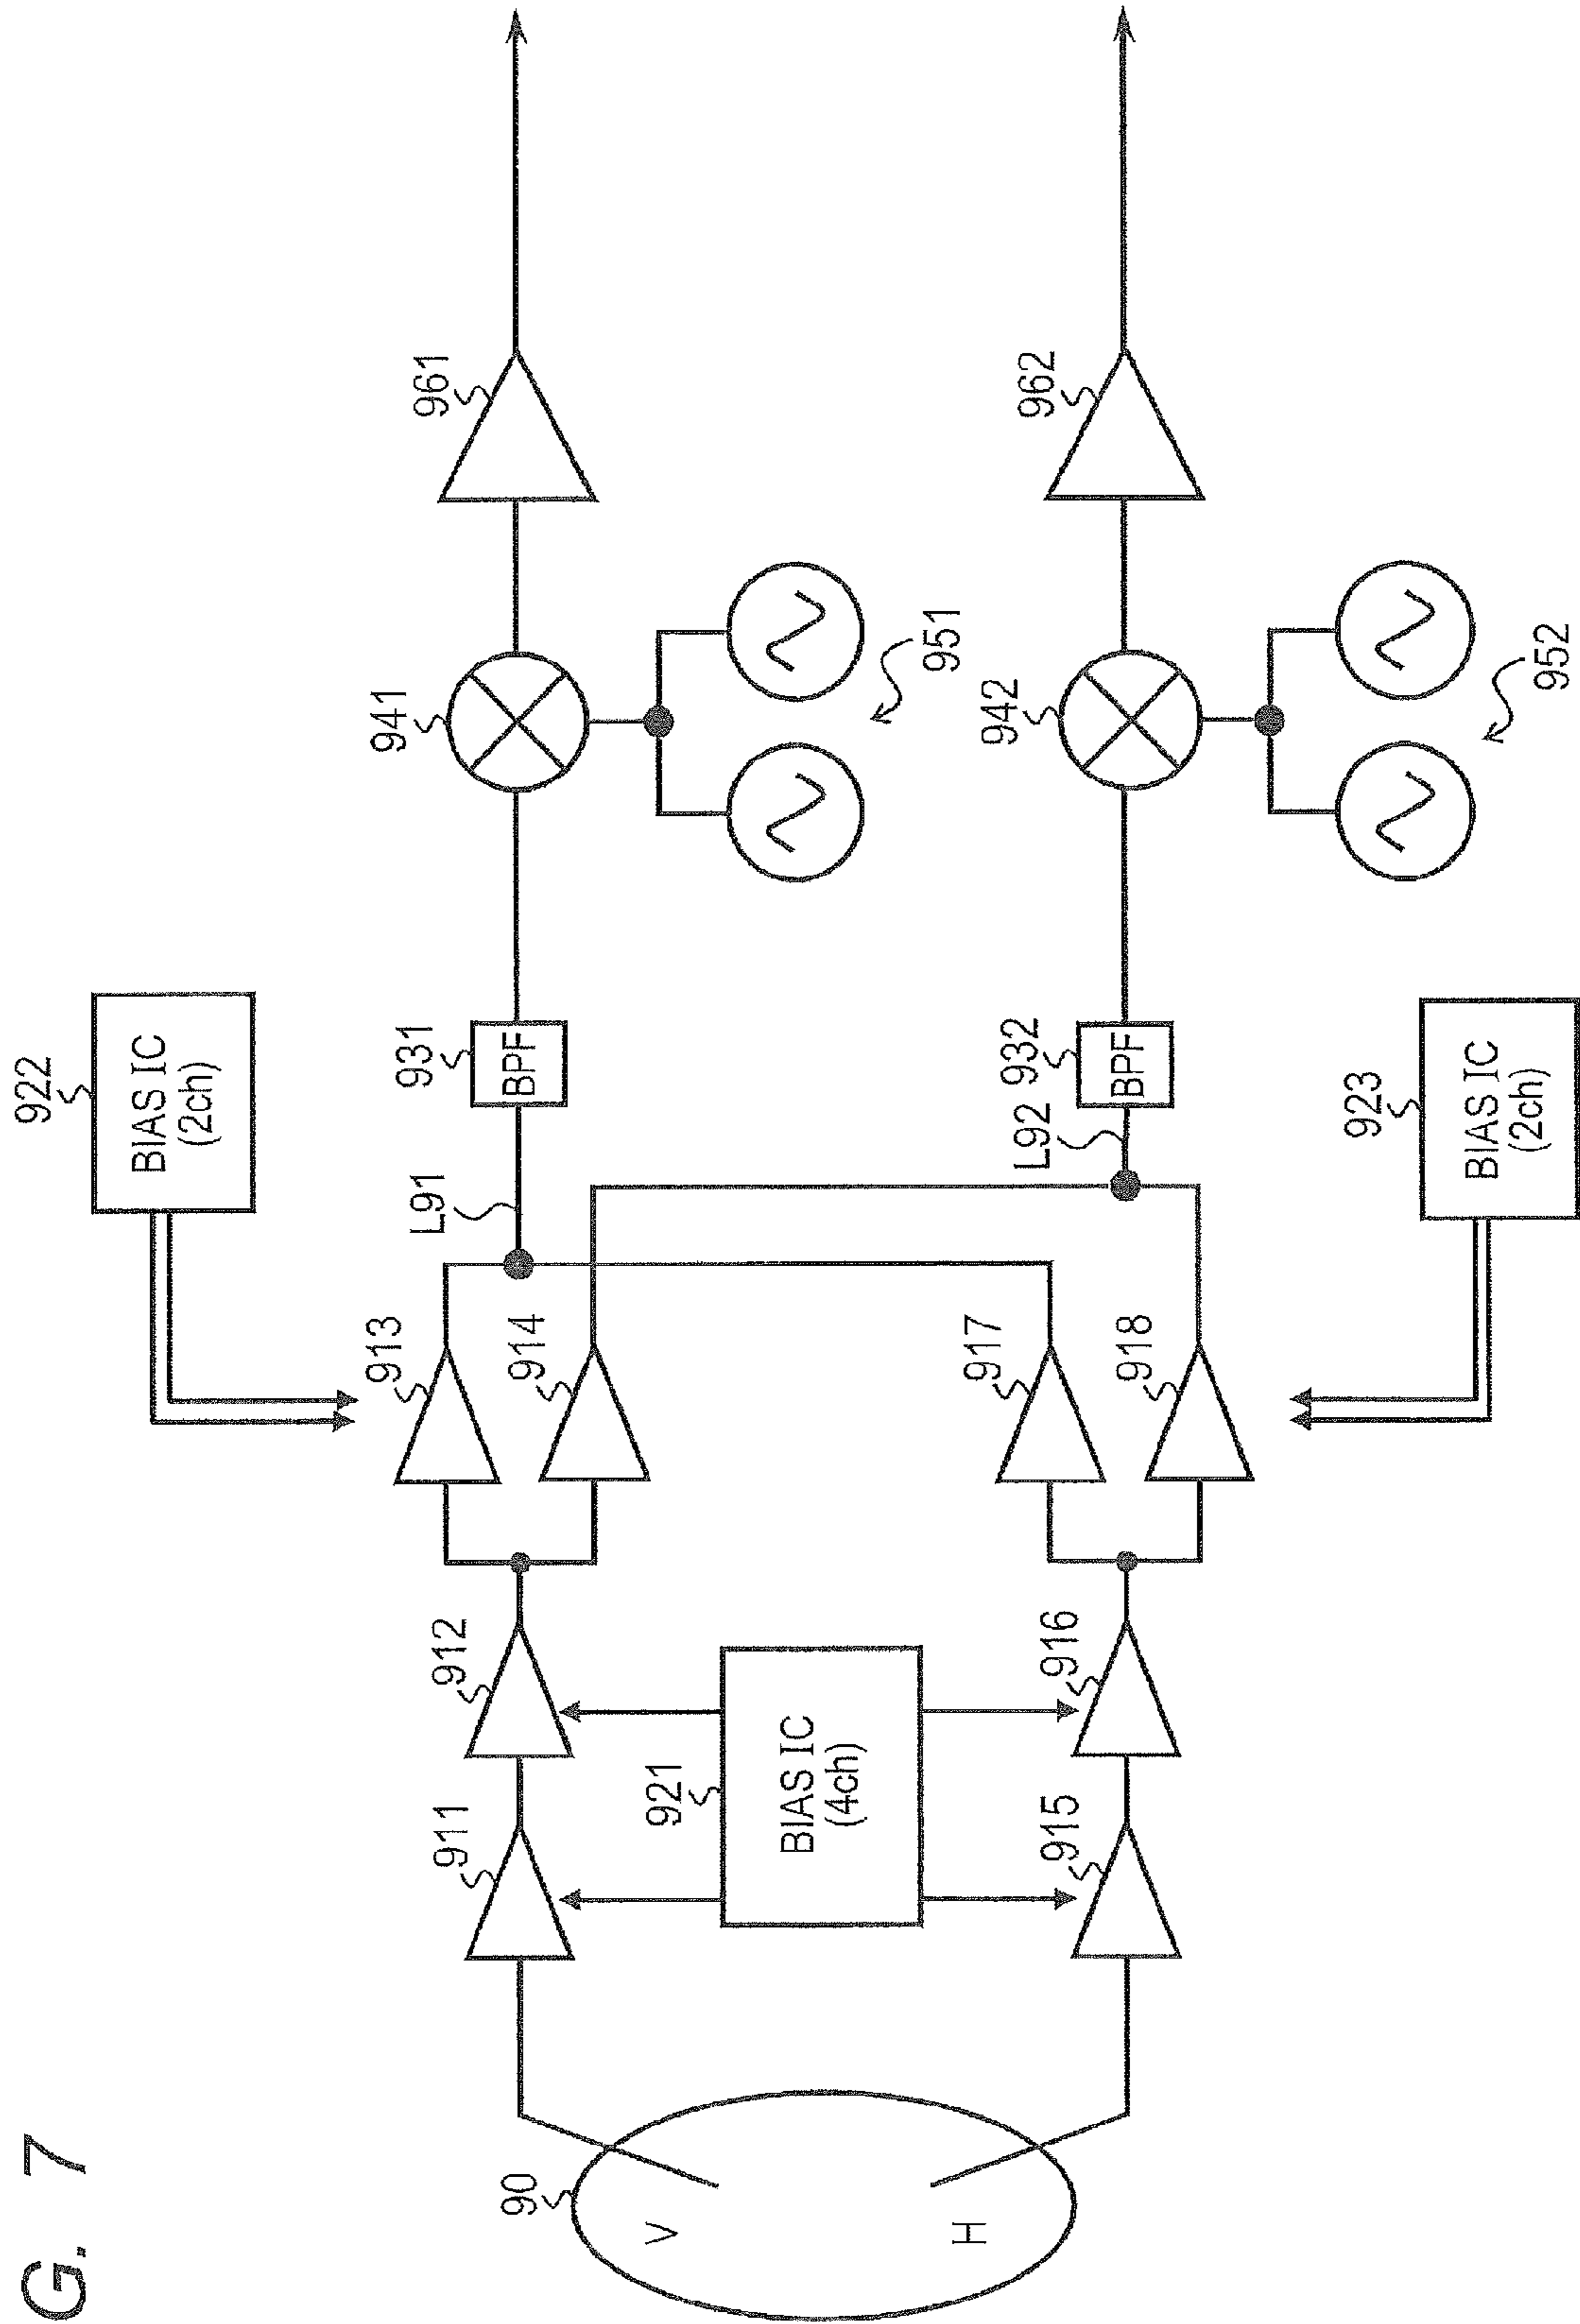 G. 7
922
BIAS IC
(2ch)
90
V
H
911
912
913
914
L91
931
BPF
941
951
961
921
BIAS IC
(4ch)
915
916
917
918
L92
932
BPF
942
952
962
923
BIAS IC
(2ch)